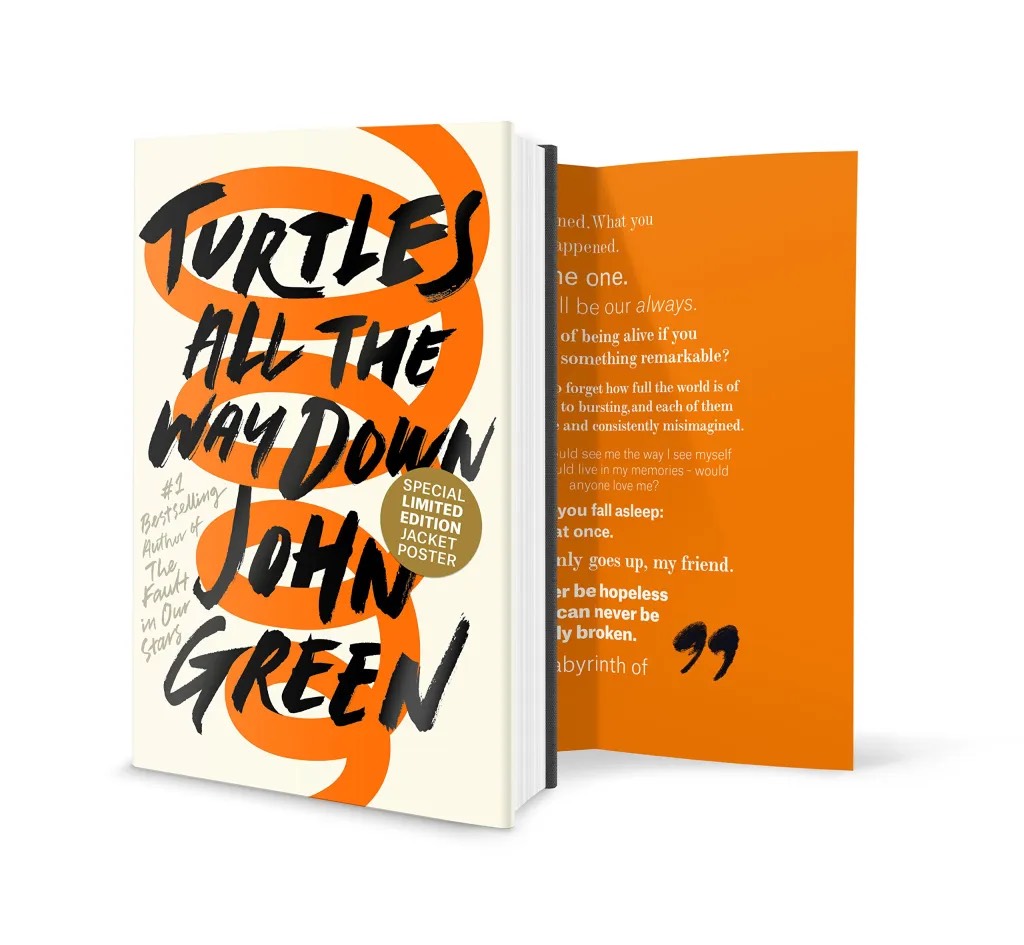 TURTLES
ALL THE
WAY DOWN
#1
Bestselling
Author of
The
Fault
in Our
Stars
JOHN
GREEN
SPECIAL
LIMITED
EDITION
JACKET
POSTER
ned. What you
appened.
ne one.
ll be our always.
of being alive if you
something remarkable?
forget how full the world is of
to bursting, and each of them
and consistently misimagined.
uld see me the way I see myself
uld live in my memories - would
anyone love me?
you fall asleep:
at once.
nly goes up, my friend.
er be hopeless
can never be
ly broken.
abyrinth of
”